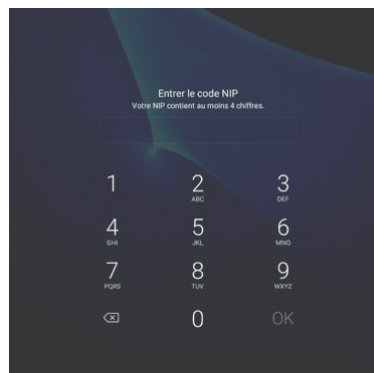 Entrer le code NIP
Votre NIP contient au moins 4 chiffres.
1 2 3
ABC DEF
4 5 6
GHI JKL MNO
7 8 9
PQRS TUV WXYZ
0 OK